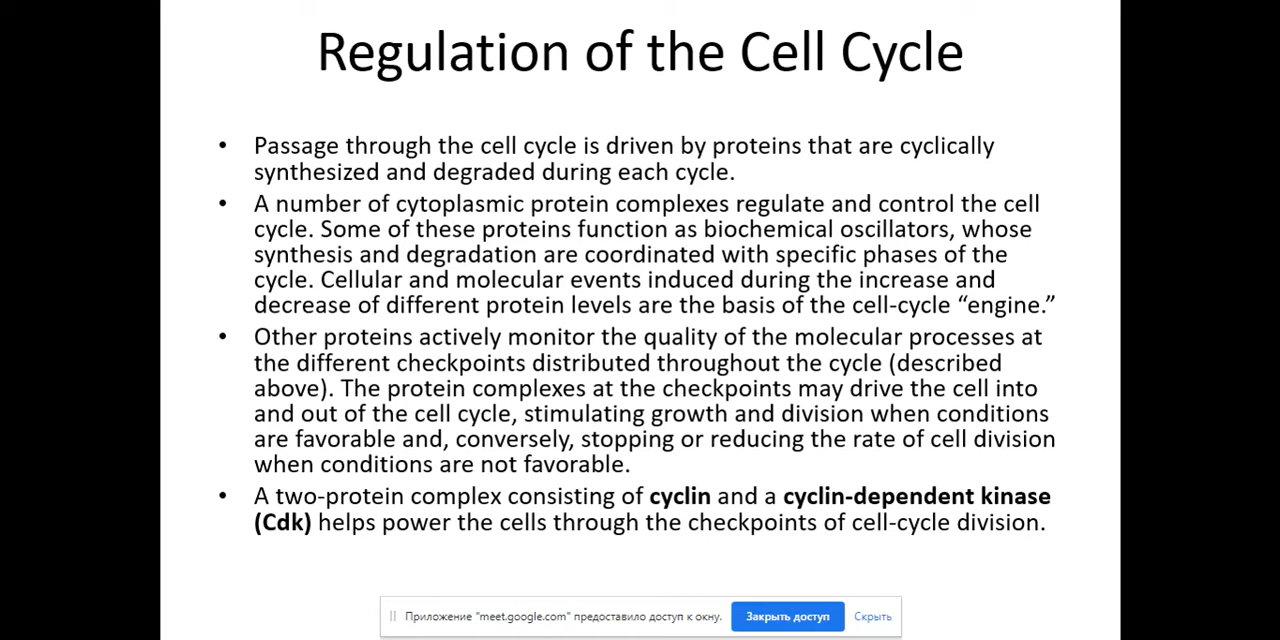 Regulation of the Cell Cycle
• Passage through the cell cycle is driven by proteins that are cyclically
synthesized and degraded during each cycle.
• A number of cytoplasmic protein complexes regulate and control the cell
cycle. Some of these proteins function as biochemical oscillators, whose
synthesis and degradation are coordinated with specific phases of the
cycle. Cellular and molecular events induced during the increase and
decrease of different protein levels are the basis of the cell-cycle “engine.”
• Other proteins actively monitor the quality of the molecular processes at
the different checkpoints distributed throughout the cycle (described
above). The protein complexes at the checkpoints may drive the cell into
and out of the cell cycle, stimulating growth and division when conditions
are favorable and, conversely, stopping or reducing the rate of cell division
when conditions are not favorable.
• A two-protein complex consisting of cyclin and a cyclin-dependent kinase
(Cdk) helps power the cells through the checkpoints of cell-cycle division.
Приложение "meet.google.com" предоставило доступ к окну. Закрыть доступ Скрыть